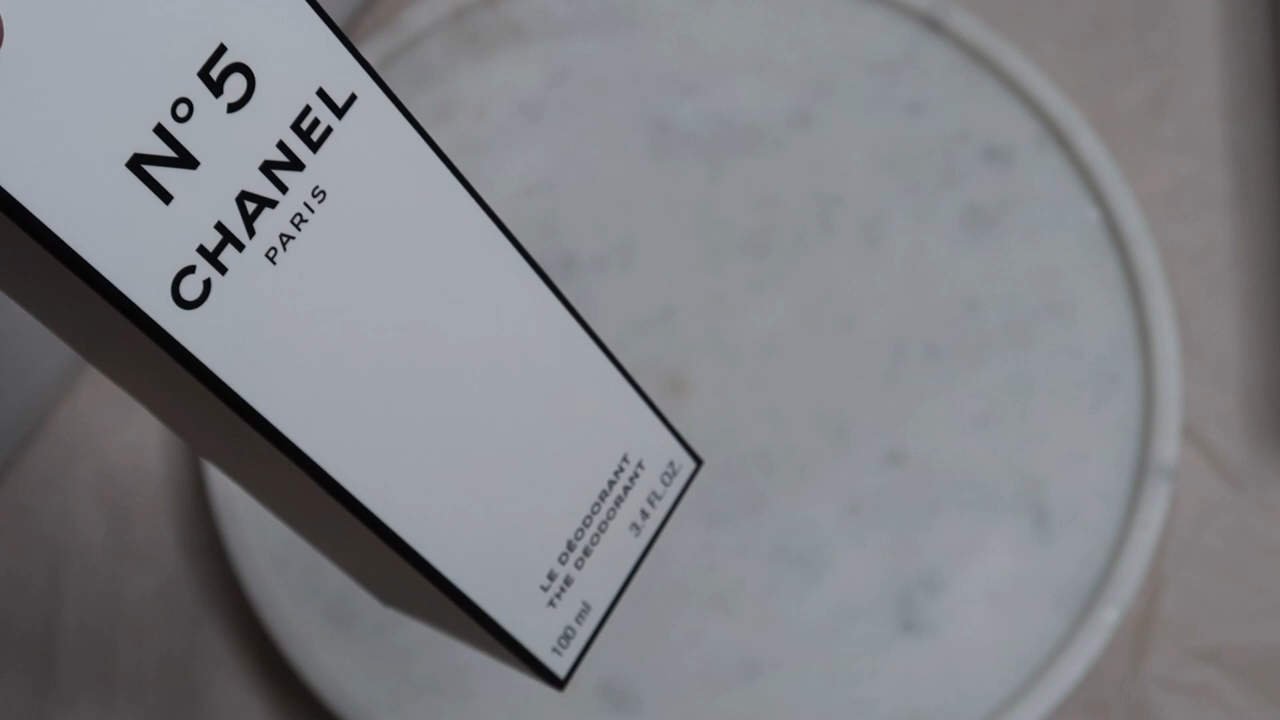 N°5
CHANEL
PARIS
LE DÉODORANT
THE DEODORANT
100 ml 3.4 FL.OZ.